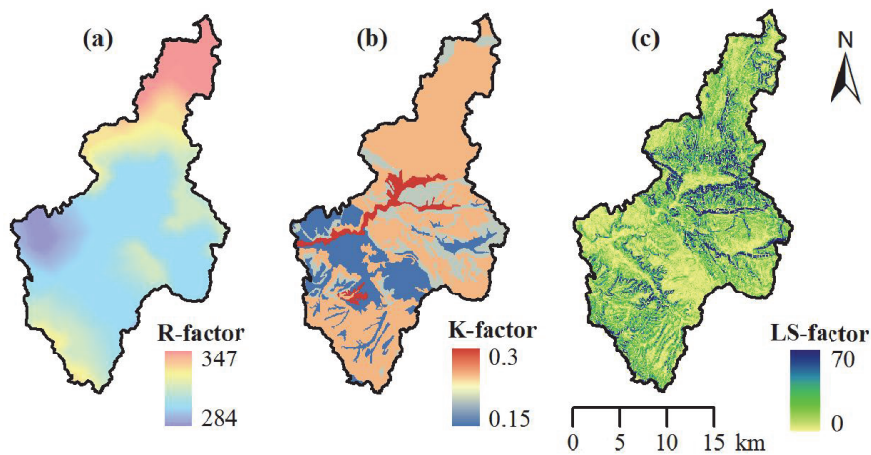 (a)
(b)
(c)
N
R-factor
347
284
K-factor
0.3
0.15
LS-factor
70
0
0 5 10 15 km